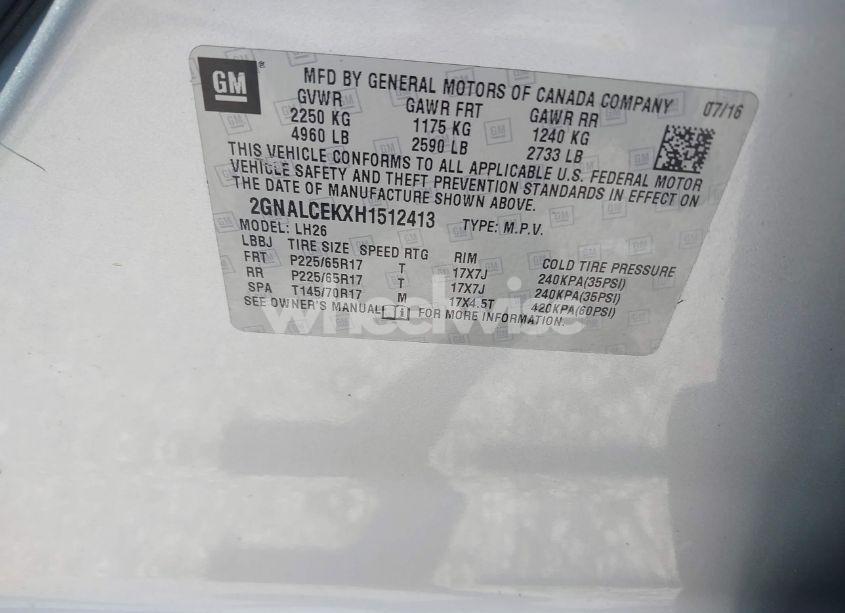 GM
MFD BY GENERAL MOTORS OF CANADA COMPANY 07/16
GVWR GAWR FRT GAWR RR
2250 KG 1175 KG 1240 KG
4960 LB 2590 LB 2733 LB
THIS VEHICLE CONFORMS TO ALL APPLICABLE U.S. FEDERAL MOTOR
VEHICLE SAFETY AND THEFT PREVENTION STANDARDS IN EFFECT ON
THE DATE OF MANUFACTURE SHOWN ABOVE.
2GNALCEKXH1512413 TYPE: M.P.V.
MODEL: LH26
LBBJ TIRE SIZE SPEED RTG RIM COLD TIRE PRESSURE
FRT P225/65R17 T 17X7J 240KPA(35PSI)
RR P225/65R17 T 17X7J 240KPA(35PSI)
SPA T145/70R17 M 17X4.5T 420KPA(60PSI)
SEE OWNER'S MANUAL FOR MORE INFORMATION.
wheelwise